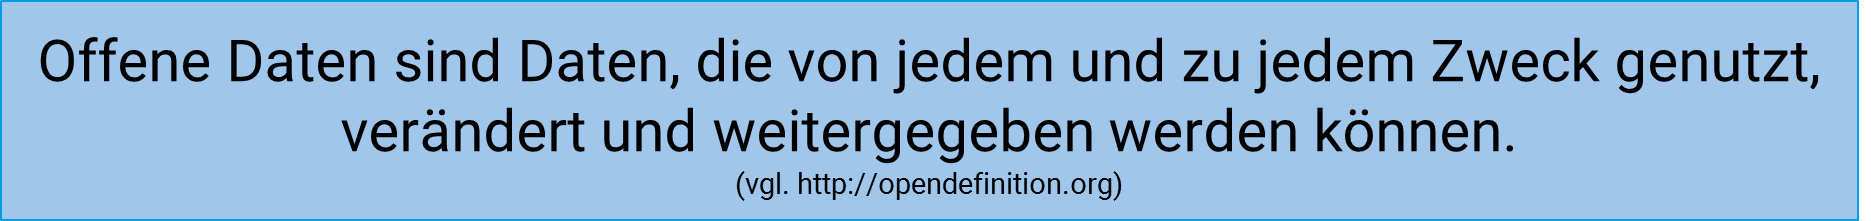 Offene Daten sind Daten, die von jedem und zu jedem Zweck genutzt,
verändert und weitergegeben werden können.
(vgl. http://opendefinition.org)